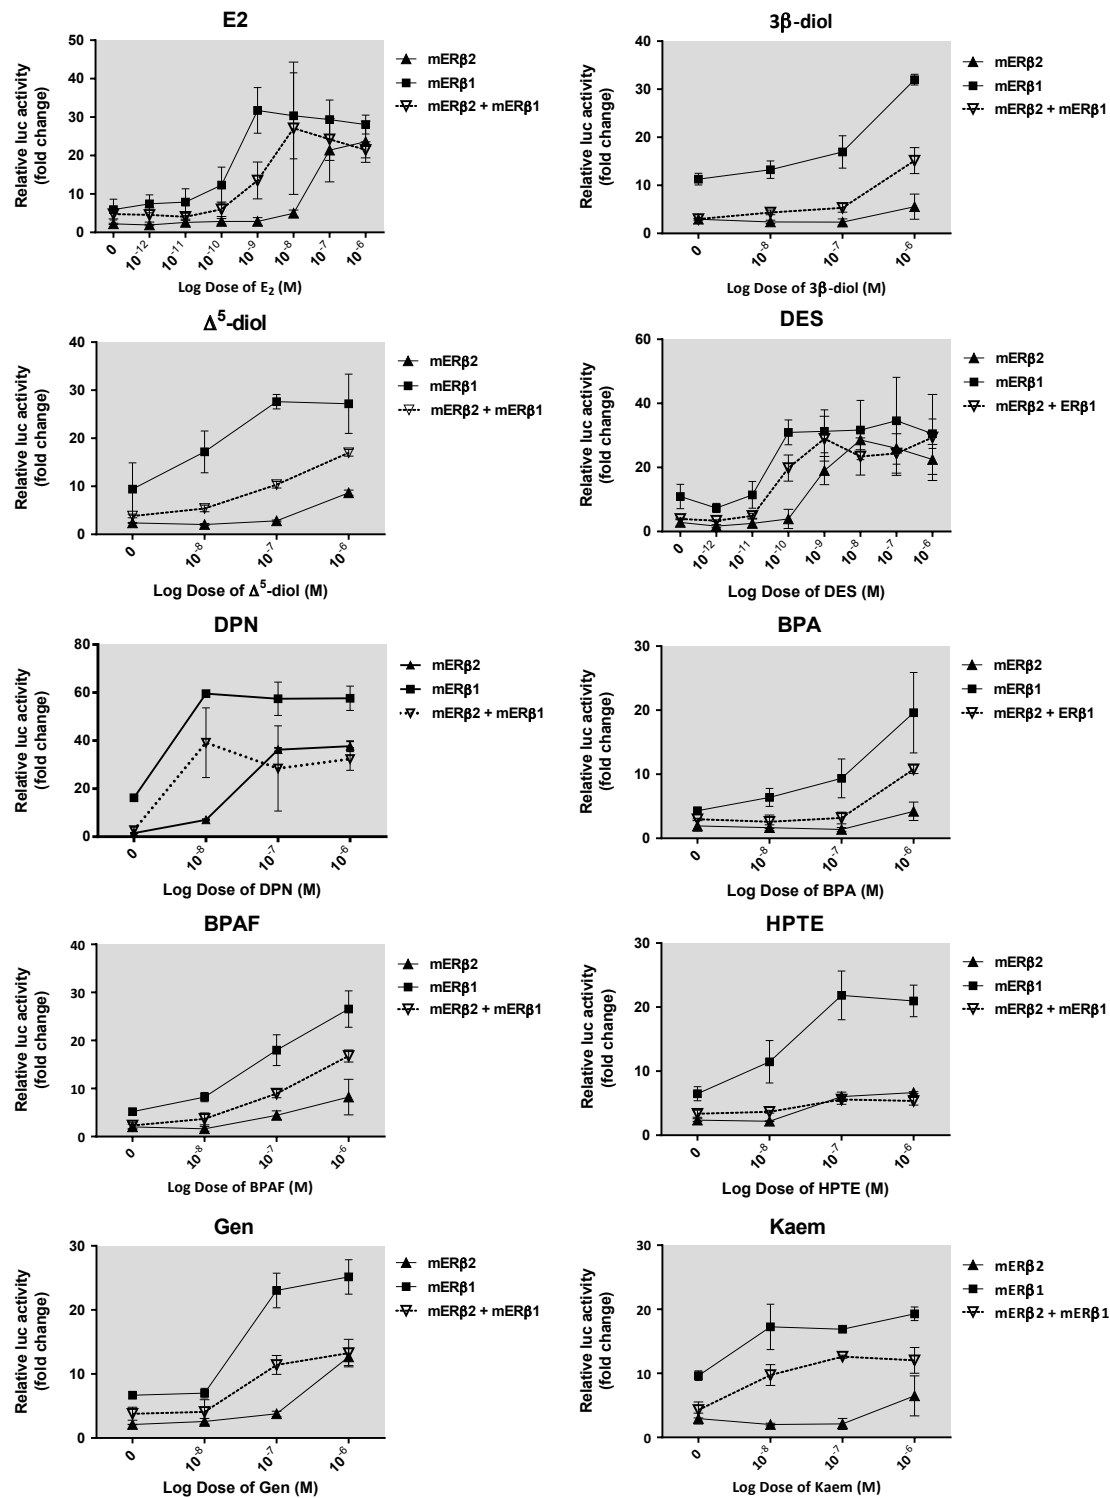 E2
Relative luc activity
(fold change)
50
40
30
20
10
0
0
10-12
10-11
10-10
10-9
10-8
10-7
10-6
Log Dose of E2 (M)
mERβ2
mERβ1
mERβ2 + mERβ1
3β-diol
Relative luc activity
(fold change)
40
30
20
10
0
0
10-8
10-7
10-6
Log Dose of 3β-diol (M)
mERβ2
mERβ1
mERβ2 + mERβ1
Δ5-diol
Relative luc activity
(fold change)
40
30
20
10
0
0
10-8
10-7
10-6
Log Dose of Δ5-diol (M)
mERβ2
mERβ1
mERβ2 + mERβ1
DES
Relative luc activity
(fold change)
60
40
20
0
0
10-12
10-11
10-10
10-9
10-8
10-7
10-6
Log Dose of DES (M)
mERβ2
mERβ1
mERβ2 + ERβ1
DPN
Relative luc activity
(fold change)
80
60
40
20
0
0
10-8
10-7
10-6
Log Dose of DPN (M)
mERβ2
mERβ1
mERβ2 + mERβ1
BPA
Relative luc activity
(fold change)
30
20
10
0
0
10-8
10-7
10-6
Log Dose of BPA (M)
mERβ2
mERβ1
mERβ2 + ERβ1
BPAF
Relative luc activity
(fold change)
40
30
20
10
0
0
10-8
10-7
10-6
Log Dose of BPAF (M)
mERβ2
mERβ1
mERβ2 + mERβ1
HPTE
Relative luc activity
(fold change)
30
20
10
0
0
10-8
10-7
10-6
Log Dose of HPTE (M)
mERβ2
mERβ1
mERβ2 + mERβ1
Gen
Relative luc activity
(fold change)
30
20
10
0
0
10-8
10-7
10-6
Log Dose of Gen (M)
mERβ2
mERβ1
mERβ2 + mERβ1
Kaem
Relative luc activity
(fold change)
30
20
10
0
0
10-8
10-7
10-6
Log Dose of Kaem (M)
mERβ2
mERβ1
mERβ2 + mERβ1